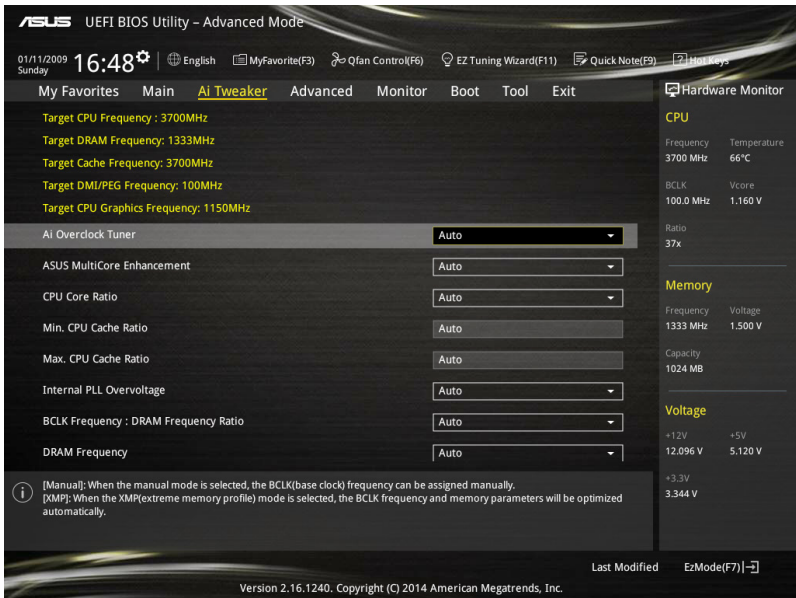 ASUS UEFI BIOS Utility – Advanced Mode
01/11/2009
Sunday
16:48
English
MyFavorite(F3)
Qfan Control(F6)
EZ Tuning Wizard(F11)
Quick Note(F9)
Hot Keys
My Favorites Main Ai Tweaker Advanced Monitor Boot Tool Exit
Target CPU Frequency : 3700MHz
Target DRAM Frequency: 1333MHz
Target Cache Frequency: 3700MHz
Target DMI/PEG Frequency: 100MHz
Target CPU Graphics Frequency: 1150MHz
Ai Overclock Tuner Auto
ASUS MultiCore Enhancement Auto
CPU Core Ratio Auto
Min. CPU Cache Ratio Auto
Max. CPU Cache Ratio Auto
Internal PLL Overvoltage Auto
BCLK Frequency : DRAM Frequency Ratio Auto
DRAM Frequency Auto
[Manual]: When the manual mode is selected, the BCLK(base clock) frequency can be assigned manually.
[XMP]: When the XMP(extreme memory profile) mode is selected, the BCLK frequency and memory parameters will be optimized
automatically.
Hardware Monitor
CPU
Frequency Temperature
3700 MHz 66°C
BCLK Vcore
100.0 MHz 1.160 V
Ratio
37x
Memory
Frequency Voltage
1333 MHz 1.500 V
Capacity
1024 MB
Voltage
+12V +5V
12.096 V 5.120 V
+3.3V
3.344 V
Last Modified EzMode(F7)
Version 2.16.1240. Copyright (C) 2014 American Megatrends, Inc.